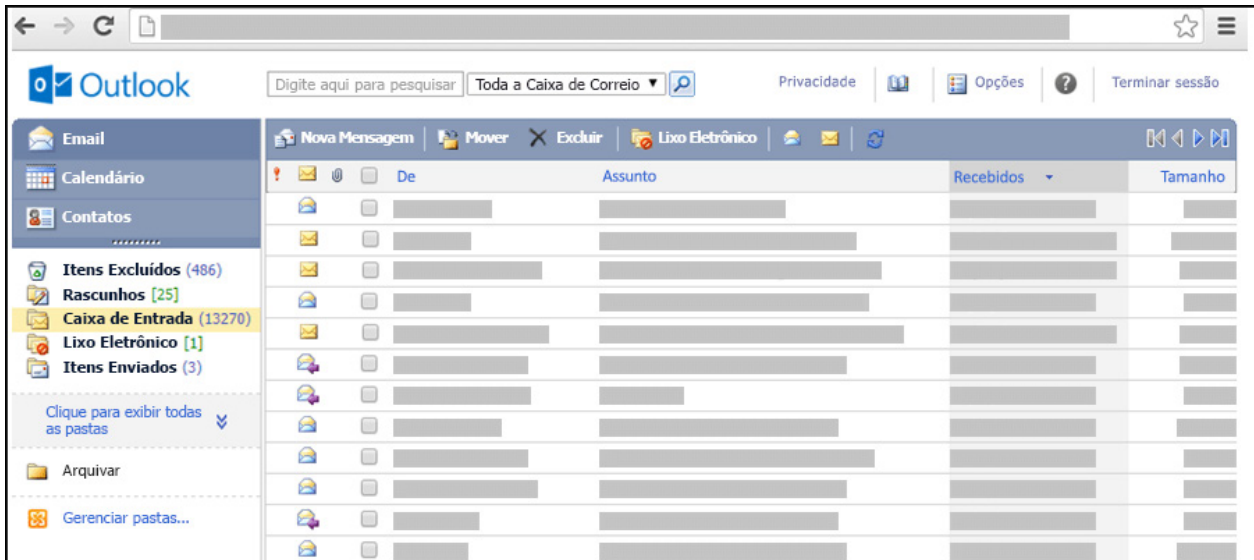 Outlook
Digite aqui para pesquisar Toda a Caixa de Correio Privacidade Opções Terminar sessão
Email
Nova Mensagem Mover Excluir Lixo Eletrônico
Calendário
De Assunto Recebidos Tamanho
Contatos
Itens Excluídos (486)
Rascunhos [25]
Caixa de Entrada (13270)
Lixo Eletrônico [1]
Itens Enviados (3)
Clique para exibir todas
as pastas
Arquivar
Gerenciar pastas...